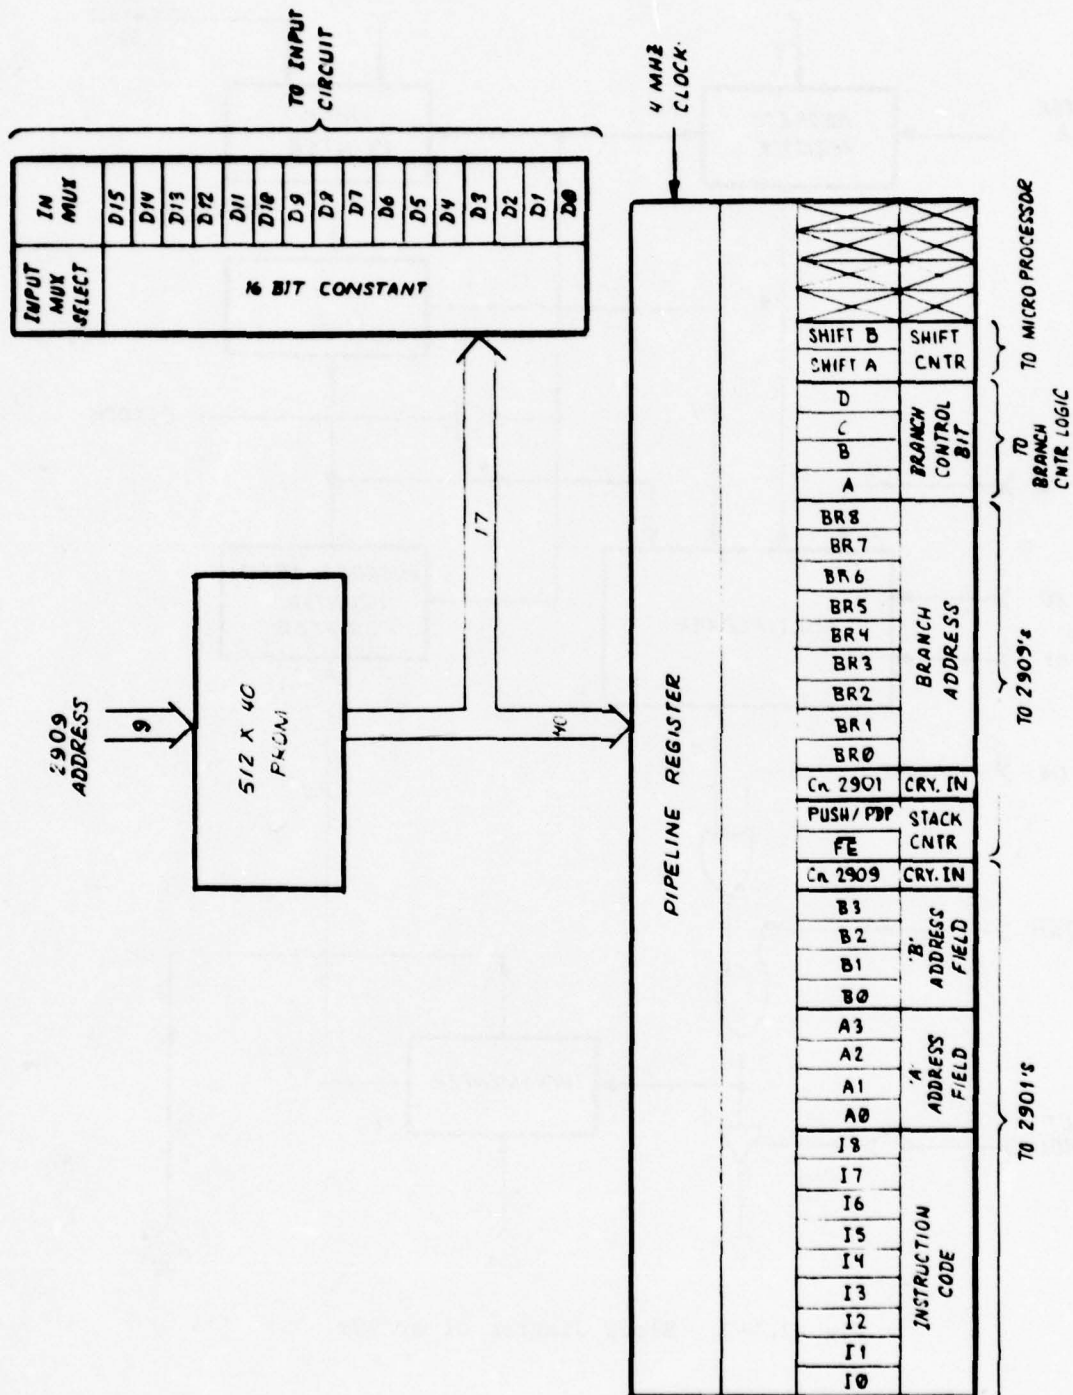 TO INPUT
CIRCUIT
IN
MUX
D15
D14
D13
D12
D11
D10
D9
D8
D7
D6
D5
D4
D3
D2
D1
D0
INPUT
MUX
SELECT
16 BIT CONSTANT
17
2909
ADDRESS
9
512 X 40
PROM
40
4 MHZ
CLOCK
PIPELINE REGISTER
SHIFT B
SHIFT A
SHIFT
CNTR
TO MICROPROCESSOR
D
C
B
A
BRANCH
CONTROL
BIT
TO
BRANCH
CNTR LOGIC
BR8
BR7
BR6
BR5
BR4
BR3
BR2
BR1
BR0
BRANCH
ADDRESS
TO 2909's
Cn 2901
CRY. IN
PUSH/POP
FE
STACK
CNTR
Cn 2909
CRY. IN
B3
B2
B1
B0
'B'
ADDRESS
FIELD
A3
A2
A1
A0
'A'
ADDRESS
FIELD
I8
I7
I6
I5
I4
I3
I2
I1
I0
INSTRUCTION
CODE
TO 2901's